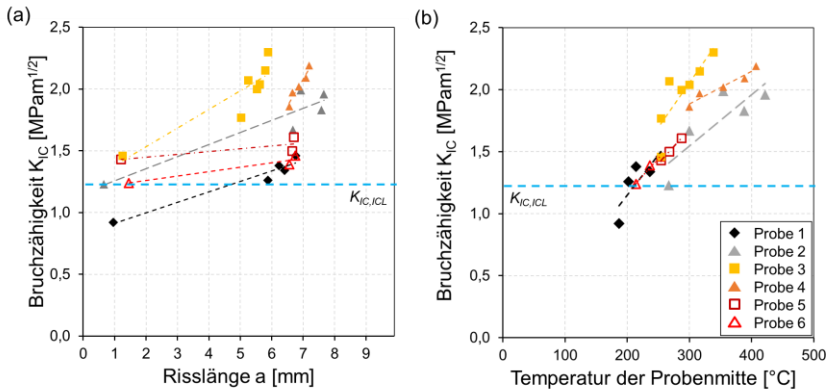 (a)
Bruchzähigkeit K_IC [MPam^1/2]
2,5
2,0
1,5
1,0
0,5
0,0
K_IC,ICL
0 1 2 3 4 5 6 7 8 9
Risslänge a [mm]
(b)
Bruchzähigkeit K_IC [MPam^1/2]
2,5
2,0
1,5
1,0
0,5
0,0
K_IC,ICL
Probe 1
Probe 2
Probe 3
Probe 4
Probe 5
Probe 6
0 100 200 300 400 500
Temperatur der Probenmitte [°C]